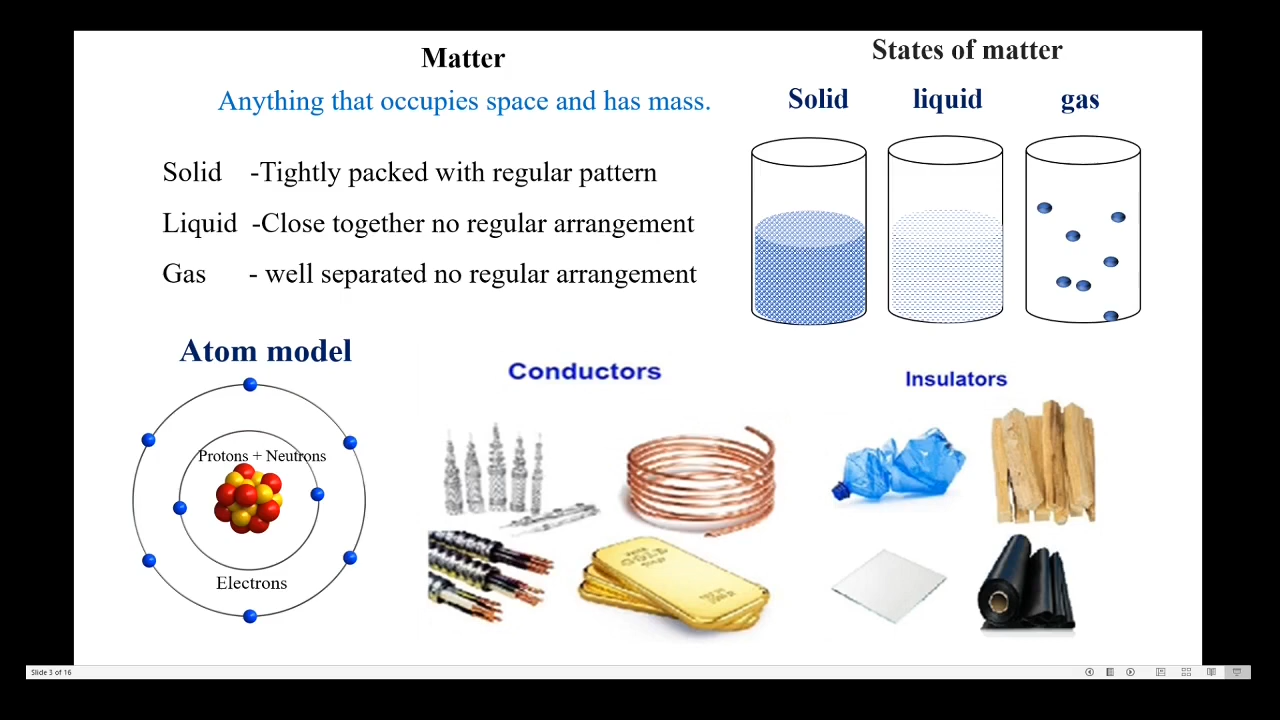 Matter
Anything that occupies space and has mass.
Solid -Tightly packed with regular pattern
Liquid -Close together no regular arrangement
Gas - well separated no regular arrangement
States of matter
Solid liquid gas
Atom model
Protons + Neutrons
Electrons
Conductors
Insulators
Slide 3 of 16